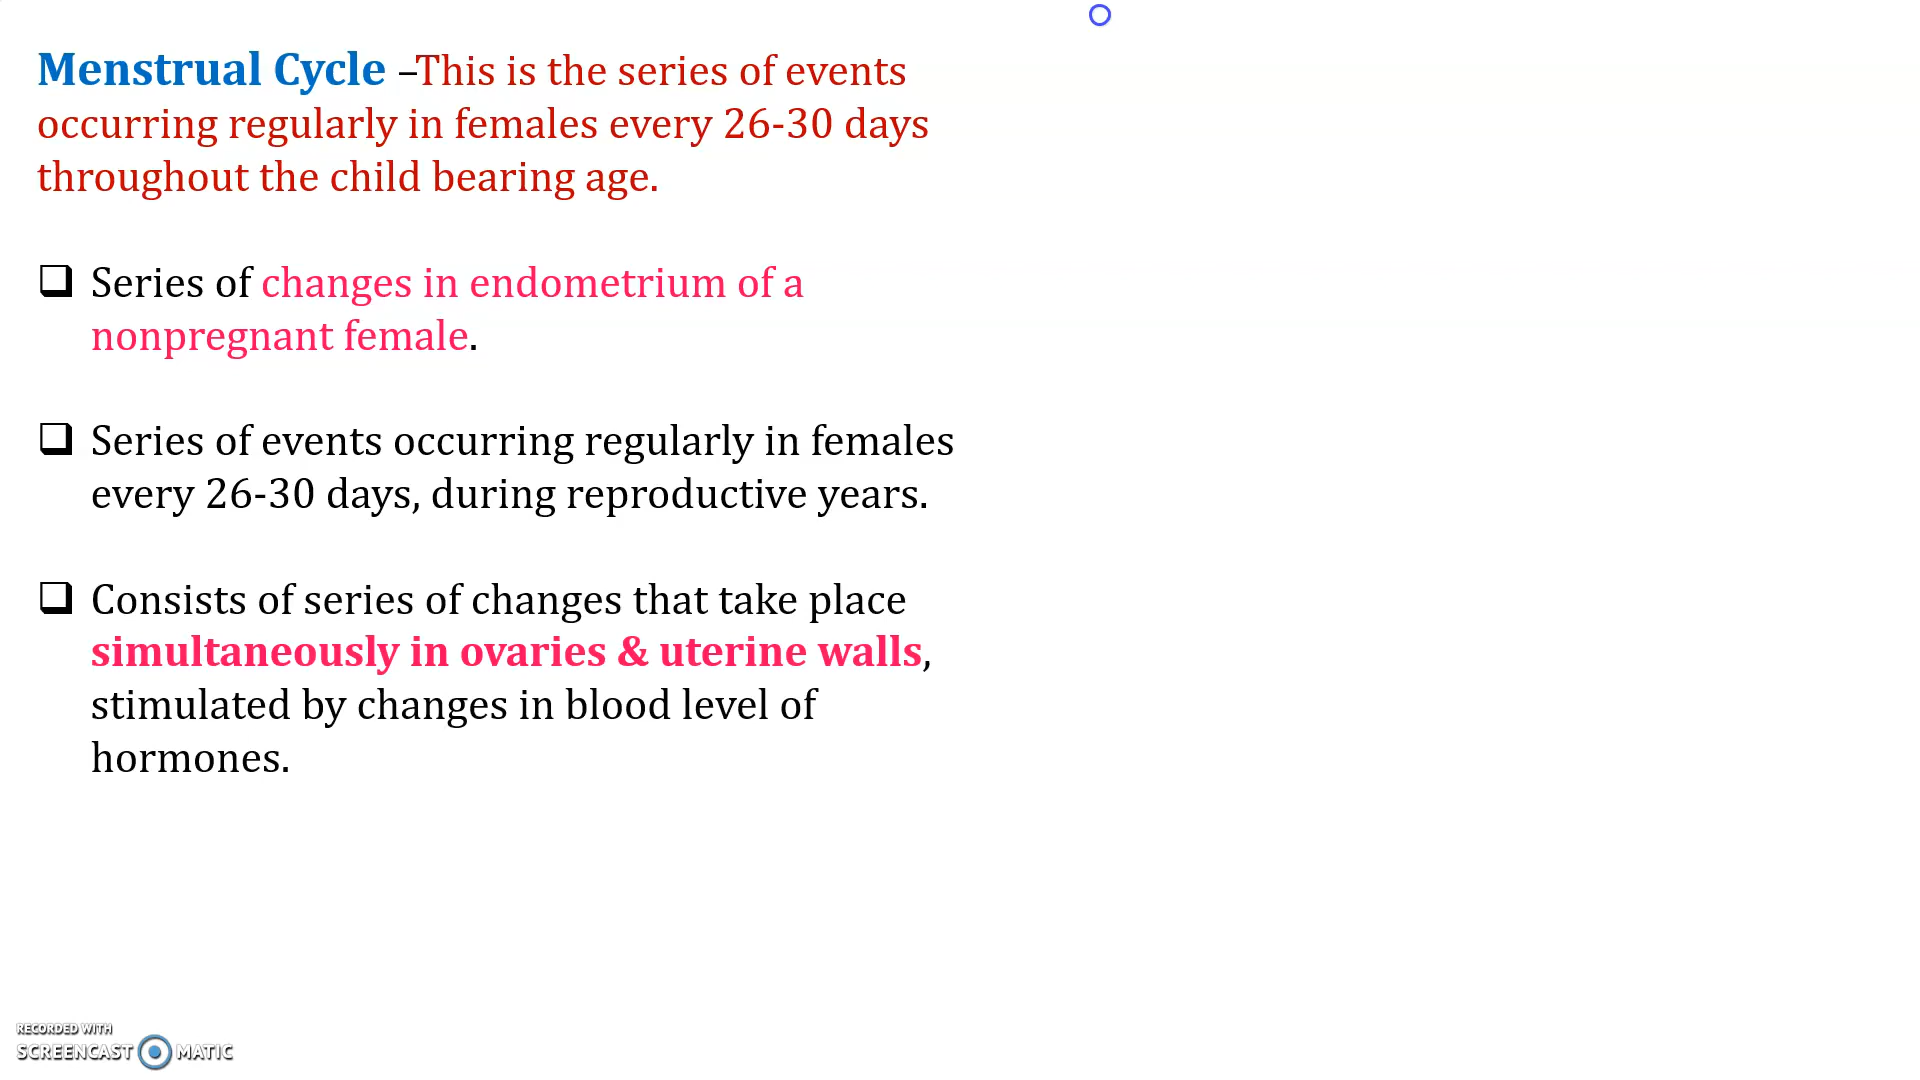 Menstrual Cycle –This is the series of events
occurring regularly in females every 26-30 days
throughout the child bearing age.
Series of changes in endometrium of a
nonpregnant female.
Series of events occurring regularly in females
every 26-30 days, during reproductive years.
Consists of series of changes that take place
simultaneously in ovaries & uterine walls,
stimulated by changes in blood level of
hormones.
RECORDED WITH
SCREENCAST MATIC